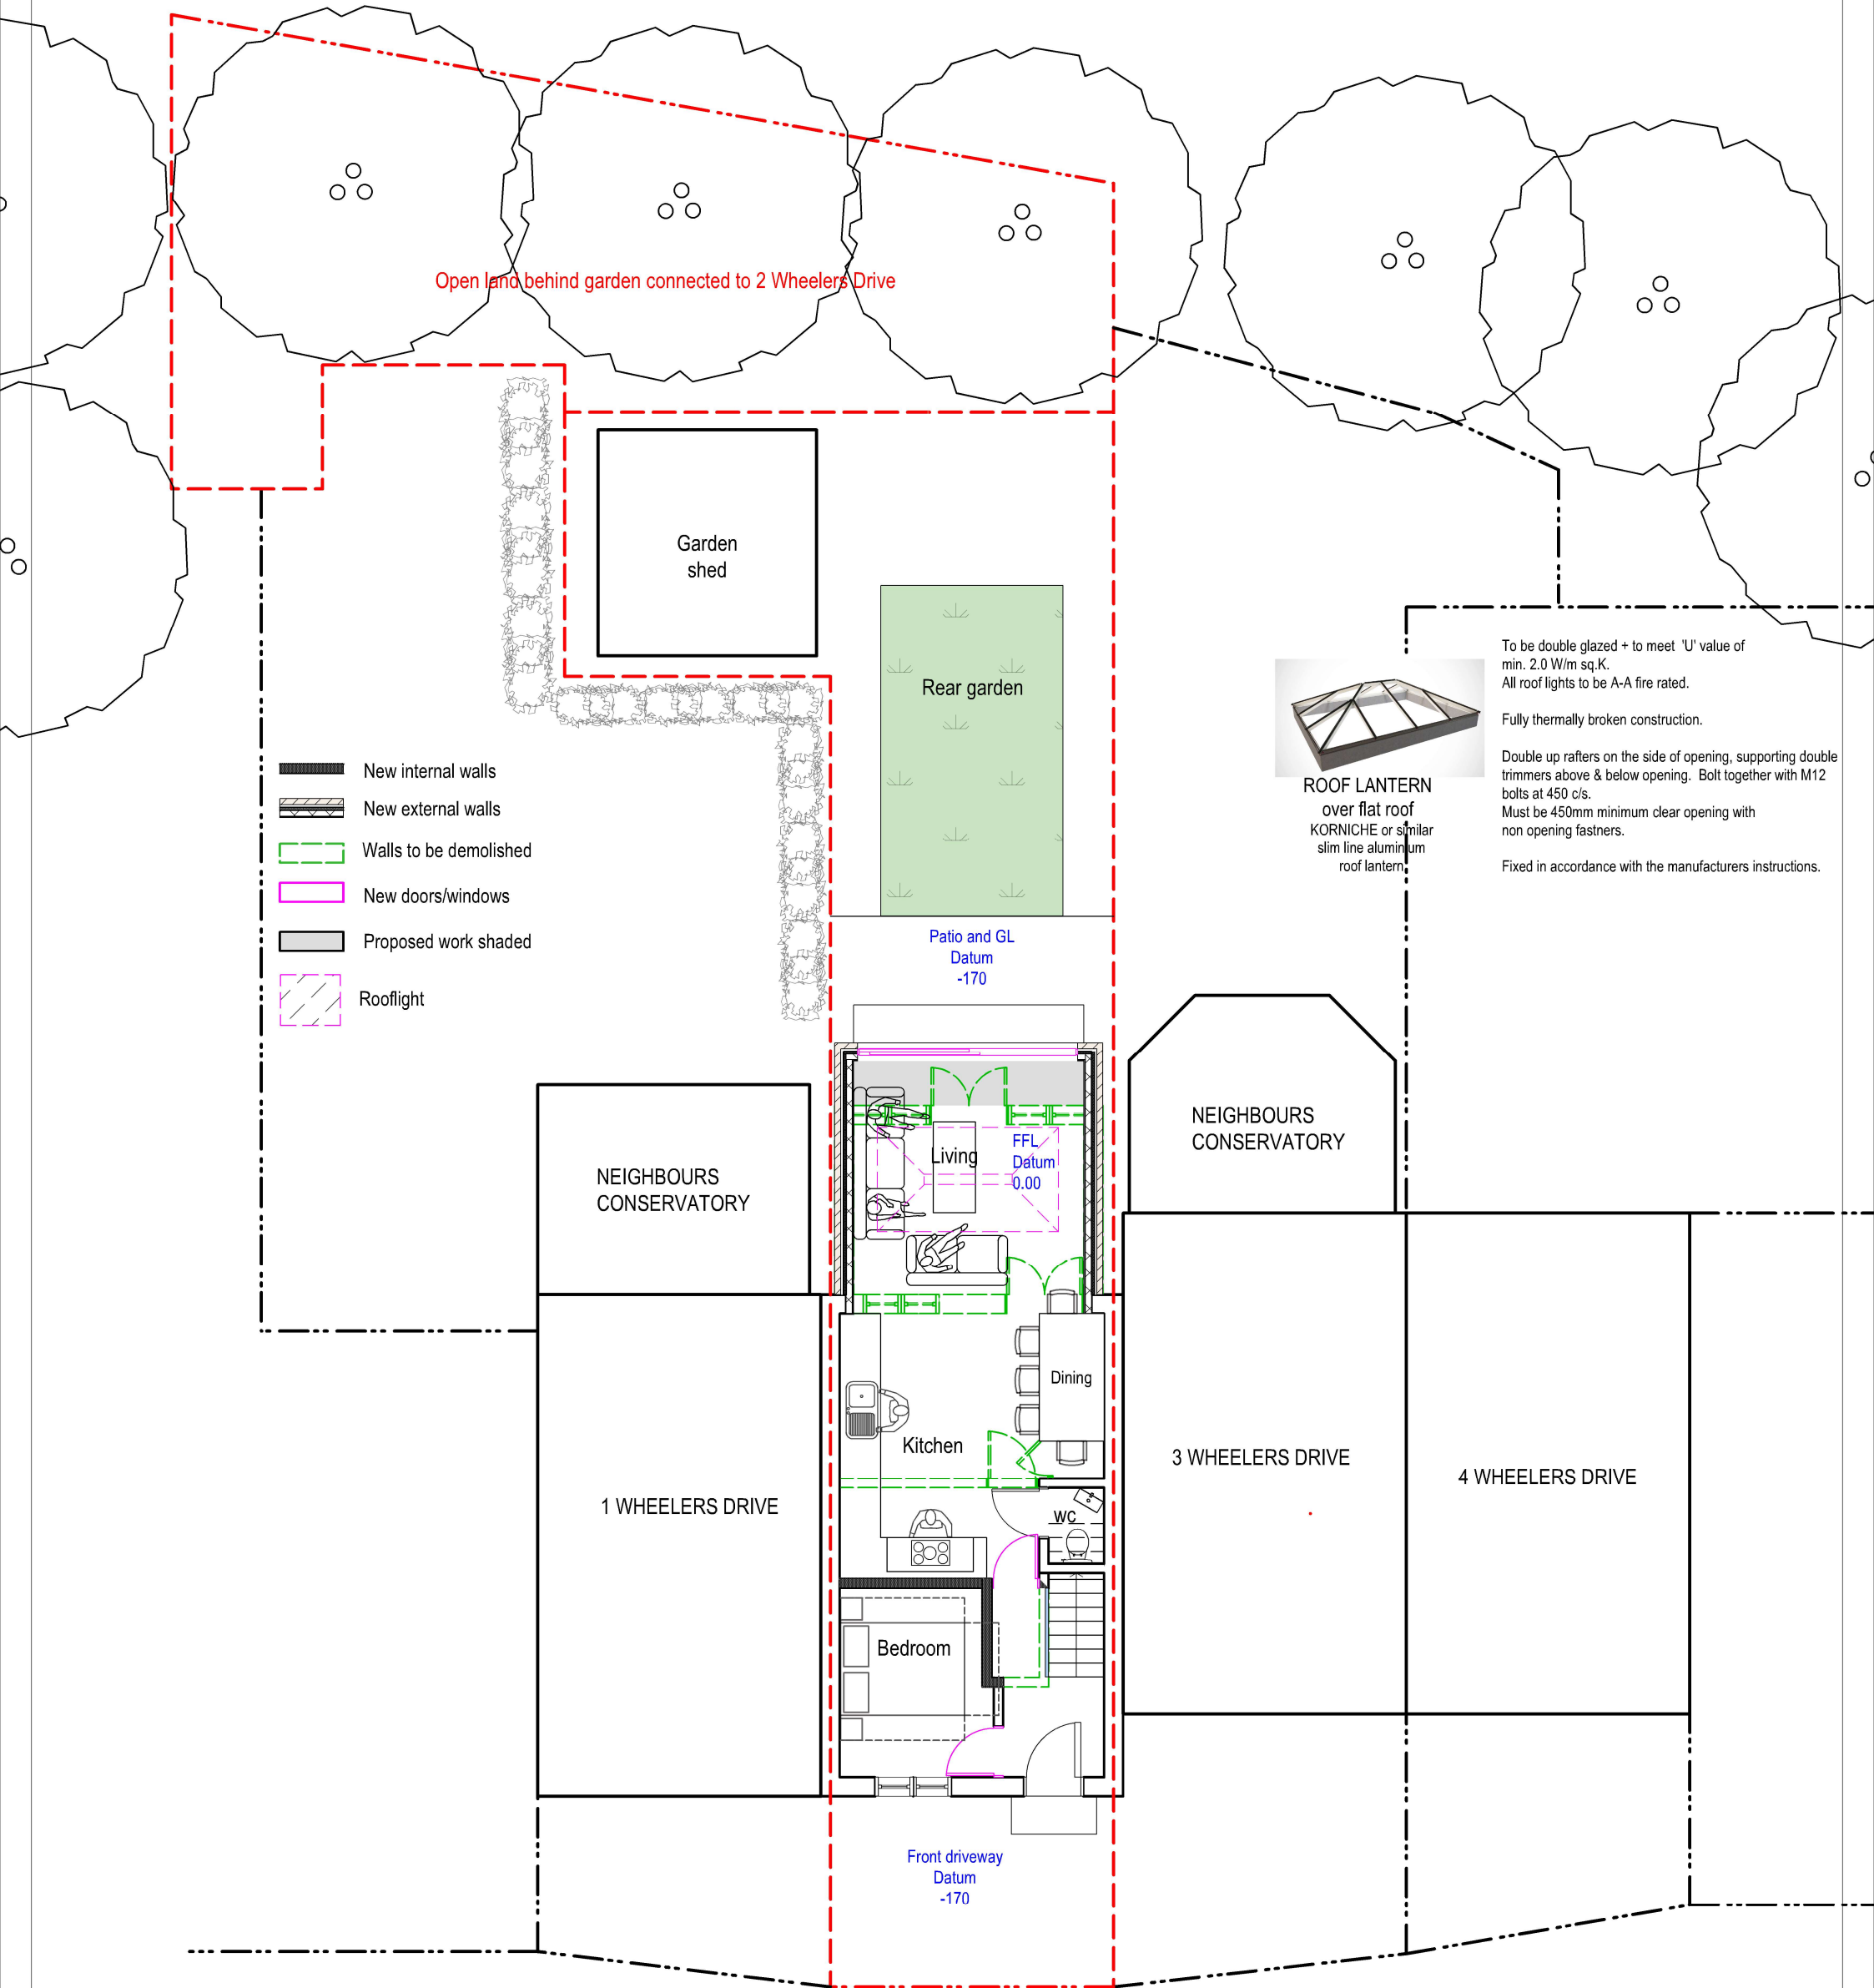 Open land behind garden connected to 2 Wheelers Drive
Garden
shed
Rear garden
To be double glazed + to meet 'U' value of
min. 2.0 W/m sq.K.
All roof lights to be A-A fire rated.
Fully thermally broken construction.
Double up rafters on the side of opening, supporting double
trimmers above & below opening. Bolt together with M12
bolts at 450 c/s.
Must be 450mm minimum clear opening with
non opening fastners.
Fixed in accordance with the manufacturers instructions.
ROOF LANTERN
over flat roof
KORNICHE or similar
slim line aluminium
roof lantern
New internal walls
New external walls
Walls to be demolished
New doors/windows
Proposed work shaded
Rooflight
Patio and GL
Datum
-170
NEIGHBOURS
CONSERVATORY
Living
FFL
Datum
0.00
NEIGHBOURS
CONSERVATORY
Dining
Kitchen
1 WHEELERS DRIVE
WC
3 WHEELERS DRIVE
4 WHEELERS DRIVE
Bedroom
Front driveway
Datum
-170